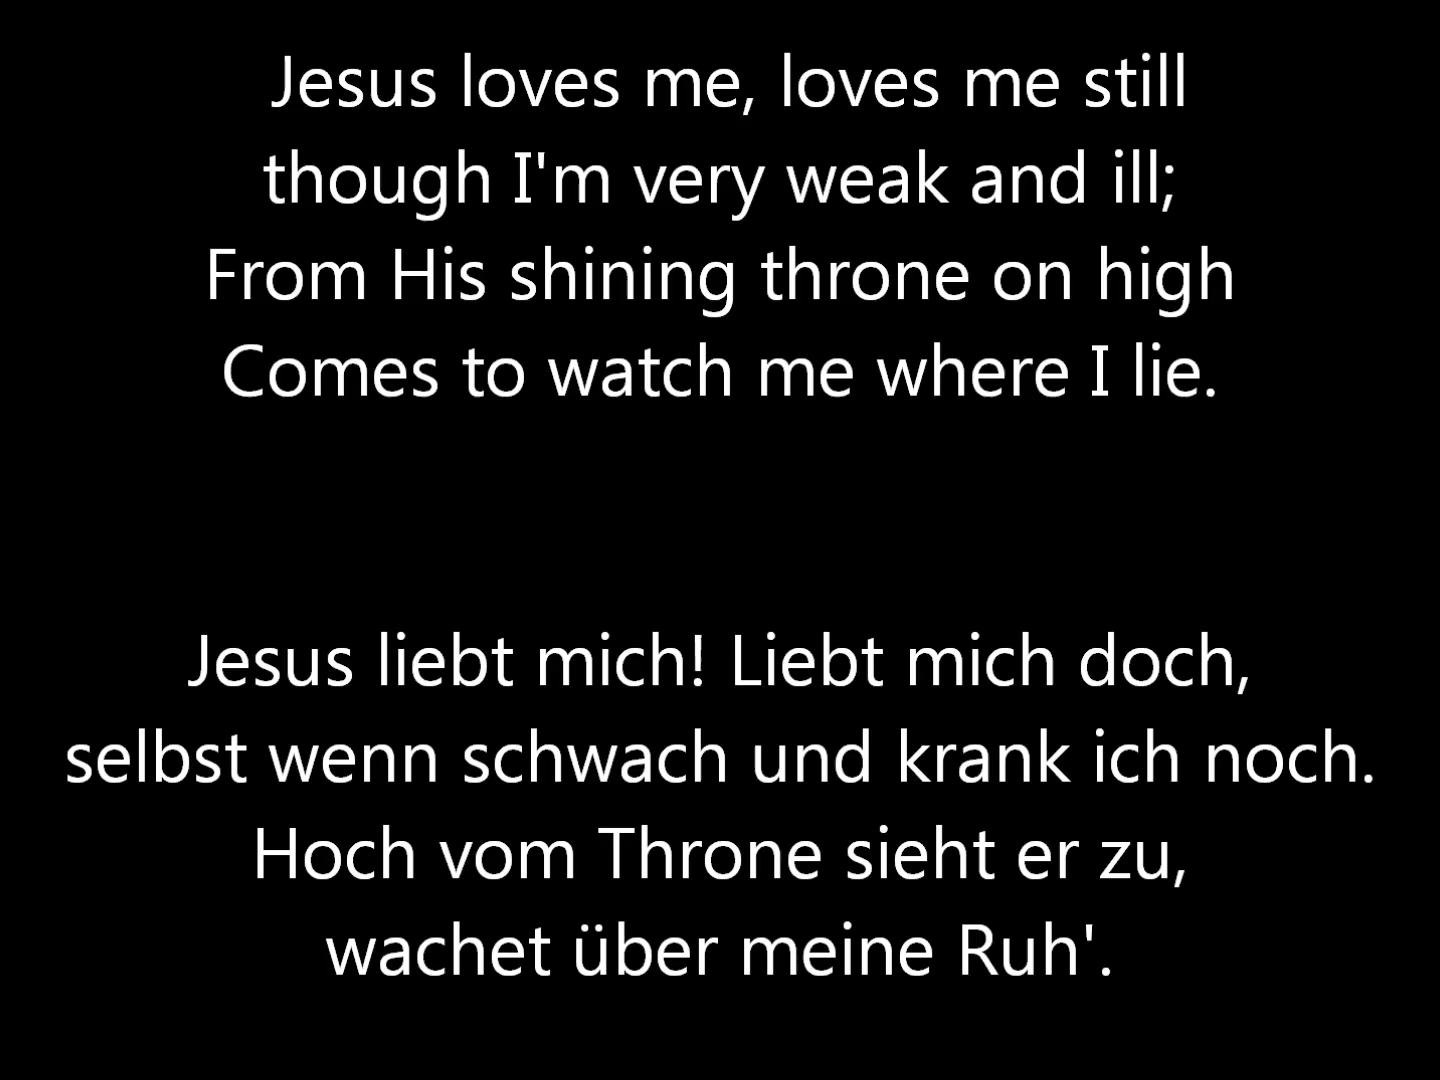 Jesus loves me, loves me still
though I'm very weak and ill;
From His shining throne on high
Comes to watch me where I lie.
Jesus liebt mich! Liebt mich doch,
selbst wenn schwach und krank ich noch.
Hoch vom Throne sieht er zu,
wachet über meine Ruh'.